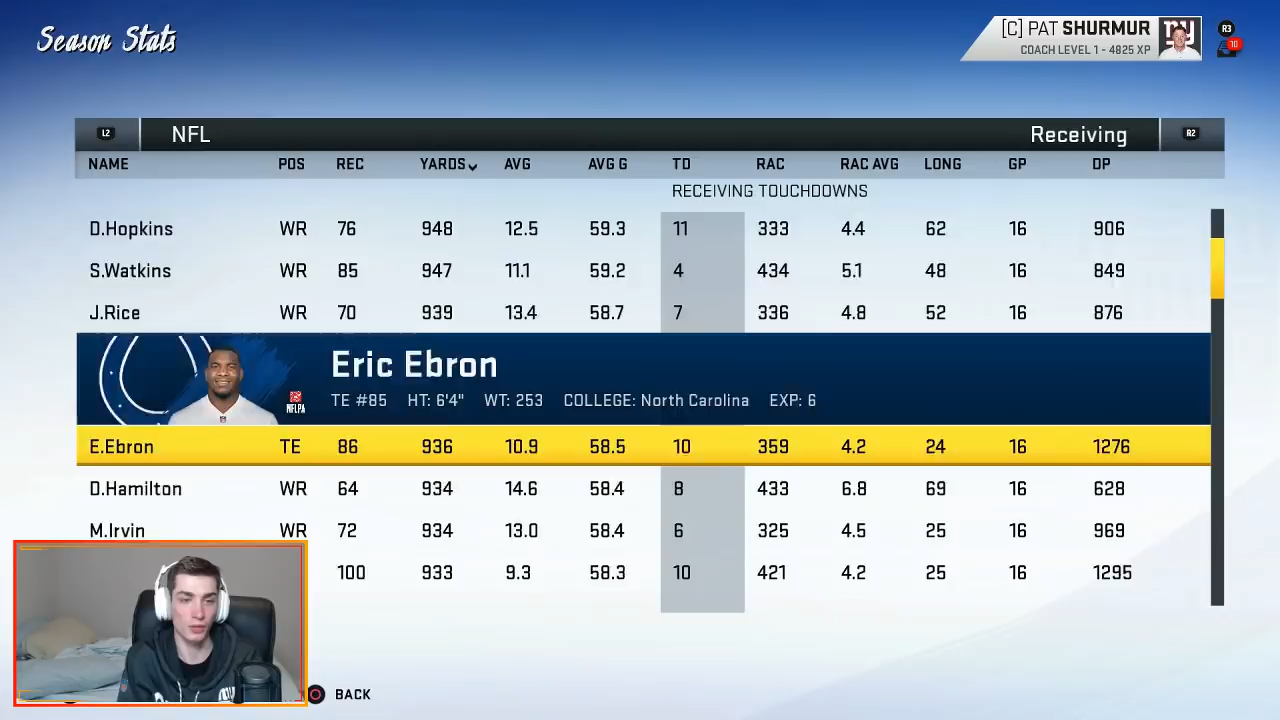 Season Stats
[C] PAT SHURMUR
COACH LEVEL 1 - 4825 XP
R3
10
L2 NFL Receiving R2
NAME POS REC YARDS AVG AVG G TD RAC RAC AVG LONG GP DP
RECEIVING TOUCHDOWNS
D.Hopkins WR 76 948 12.5 59.3 11 333 4.4 62 16 906
S.Watkins WR 85 947 11.1 59.2 4 434 5.1 48 16 849
J.Rice WR 70 939 13.4 58.7 7 336 4.8 52 16 876
Eric Ebron
TE #85 HT: 6'4" WT: 253 COLLEGE: North Carolina EXP: 6
NFLPA
E.Ebron TE 86 936 10.9 58.5 10 359 4.2 24 16 1276
D.Hamilton WR 64 934 14.6 58.4 8 433 6.8 69 16 628
M.Irvin WR 72 934 13.0 58.4 6 325 4.5 25 16 969
100 933 9.3 58.3 10 421 4.2 25 16 1295
BACK